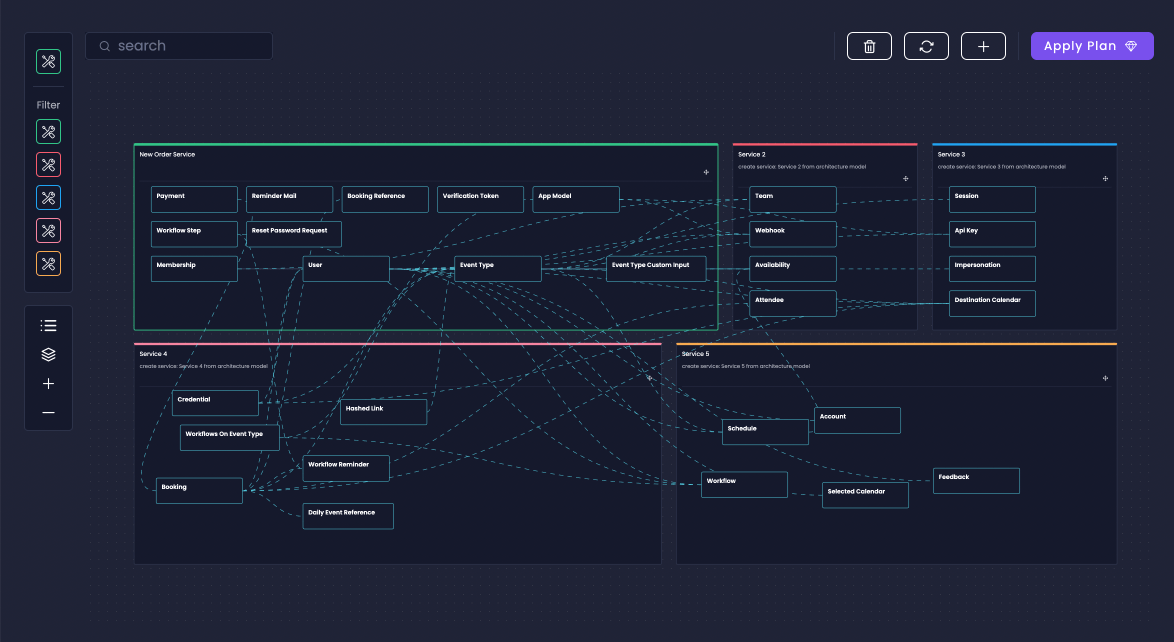 search
Apply Plan
Filter
New Order Service
Payment
Reminder Mail
Booking Reference
Verification Token
App Model
Workflow Step
Reset Password Request
Membership
User
Event Type
Event Type Custom Input
Service 2
create service: Service 2 from architecture model
Team
Webhook
Availability
Attendee
Service 3
create service: Service 3 from architecture model
Session
Api Key
Impersonation
Destination Calendar
Service 4
create service: Service 4 from architecture model
Credential
Hashed Link
Workflows On Event Type
Workflow Reminder
Booking
Daily Event Reference
Service 5
create service: Service 5 from architecture model
Account
Schedule
Workflow
Selected Calendar
Feedback